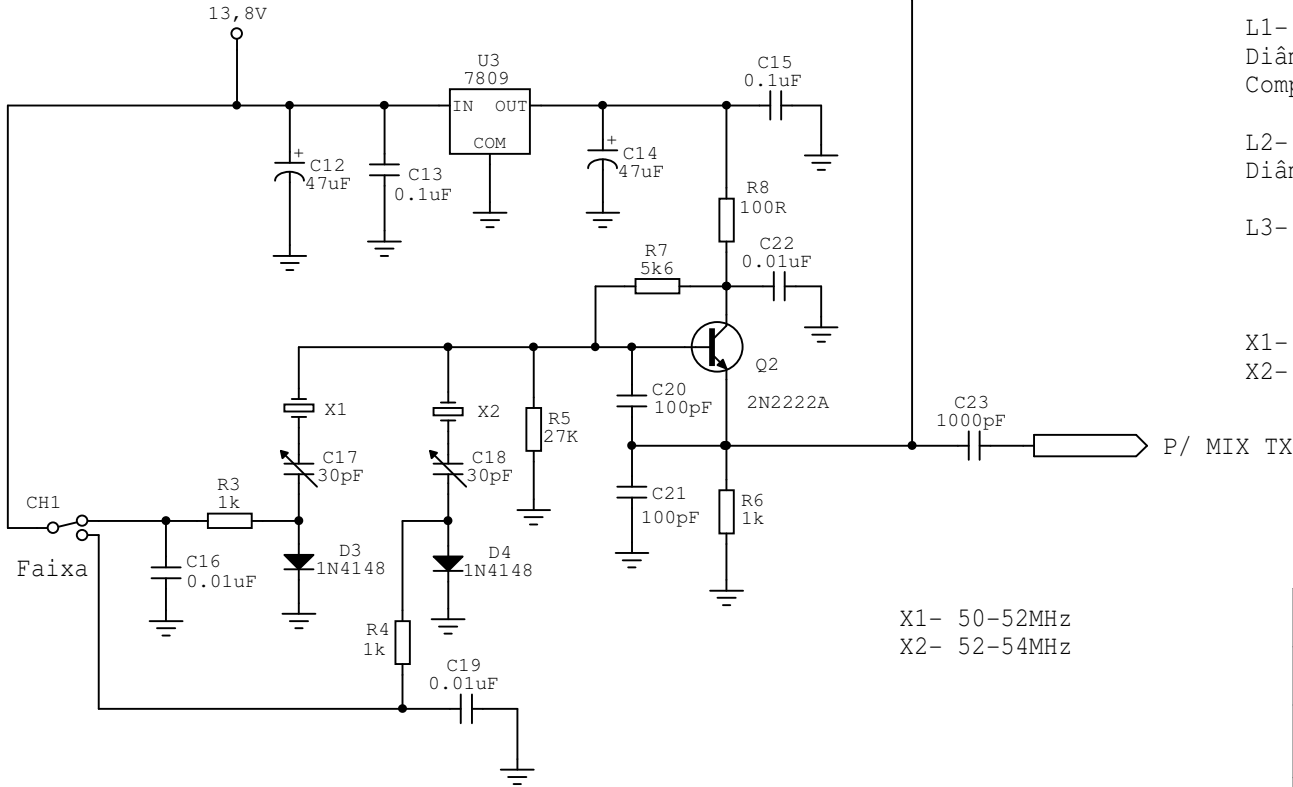 13,8V
U3
7809
IN OUT
COM
C12
47uF
C13
0.1uF
C14
47uF
C15
0.1uF
R8
100R
R7
5k6
C22
0.01uF
Q2
2N2222A
X1
X2
R5
27K
C20
100pF
C17
30pF
C18
30pF
C21
100pF
R6
1k
C23
1000pF
P/ MIX TX
CH1
Faixa
R3
1k
C16
0.01uF
D3
1N4148
D4
1N4148
R4
1k
C19
0.01uF
X1- 50-52MHz
X2- 52-54MHz
L1-
L2-
L3-
X1-
X2-